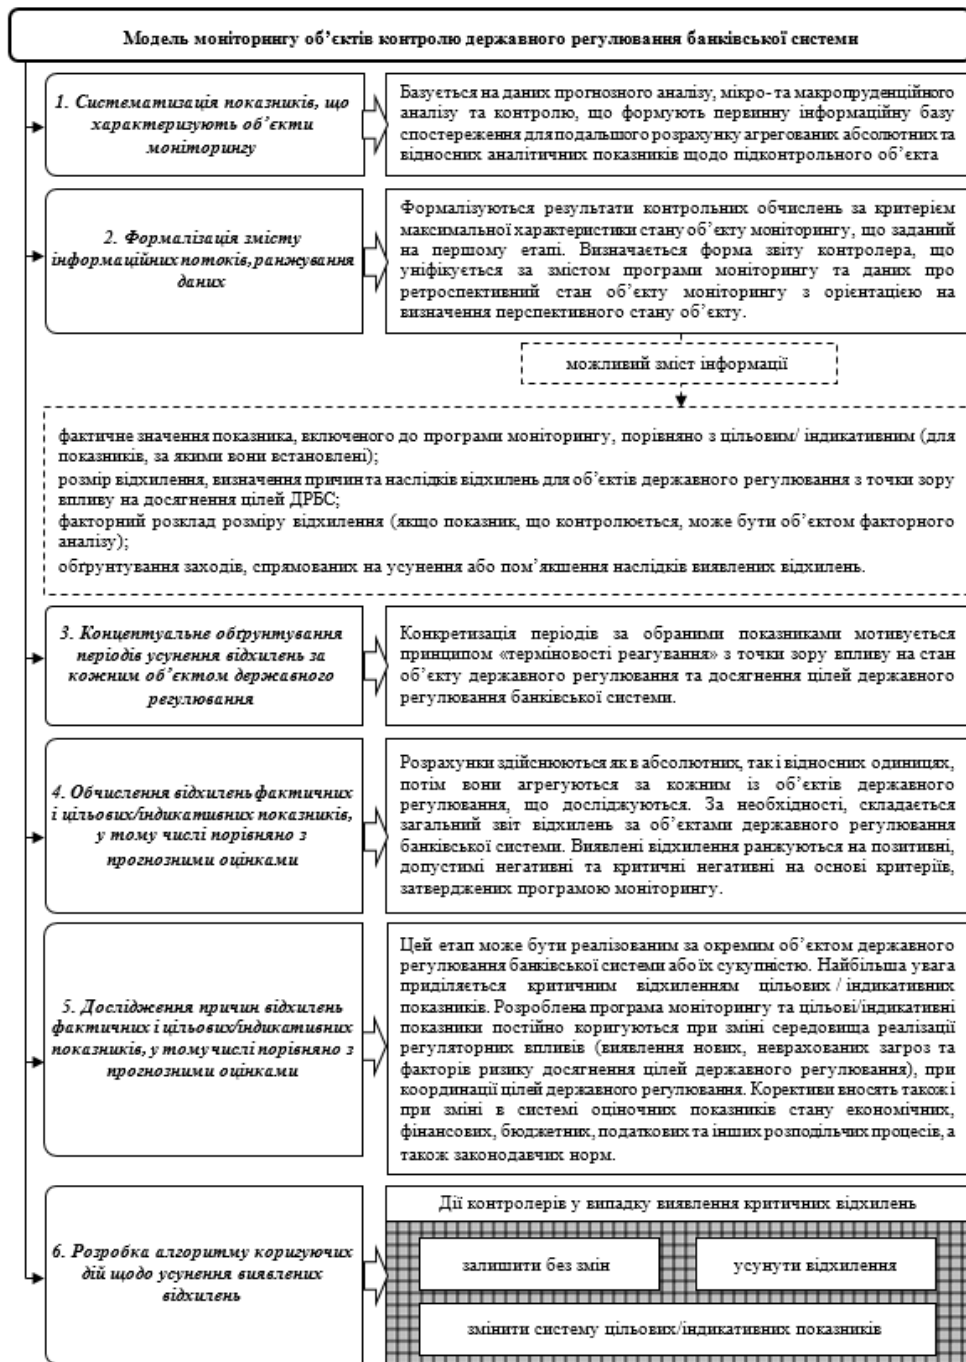 Модель моніторингу об’єктів контролю державного регулювання банківської системи
1. Систематизація показників, що
характеризують об’єкти
моніторингу
Базується на даних прогнозного аналізу, мікро- та макропруденційного
аналізу та контролю, що формують первинну інформаційну базу
спостереження для подальшого розрахунку агрегованих абсолютних та
відносних аналітичних показників щодо підконтрольного об’єкта
2. Формалізація змісту
інформаційних потоків, ранжування
даних
Формалізуються результати контрольних обчислень за критерієм
максимальної характеристики стану об’єкту моніторингу, що заданий
на першому етапі. Визначається форма звіту контролера, що
уніфікується за змістом програми моніторингу та даних про
ретроспективний стан об’єкту моніторингу з орієнтацією на
визначення перспективного стану об’єкту.
можливий зміст інформації
фактичне значення показника, включеного до програми моніторингу, порівняно з цільовим/ індикативним (для
показників, за якими вони встановлені);
розмір відхилення, визначення причин та наслідків відхилень для об’єктів державного регулювання з точки зору
впливу на досягнення цілей ДРБС;
факторний розклад розміру відхилення (якщо показник, що контролюється, може бути об’єктом факторного
аналізу);
обґрунтування заходів, спрямованих на усунення або пом’якшення наслідків виявлених відхилень.
3. Концептуальне обґрунтування
періодів усунення відхилень за
кожним об’єктом державного
регулювання
Конкретизація періодів за обраними показниками мотивується
принципом «терміновості реагування» з точки зору впливу на стан
об’єкту державного регулювання та досягнення цілей державного
регулювання банківської системи.
4. Обчислення відхилень фактичних
і цільових/індикативних показників,
у тому числі порівняно з
прогнозними оцінками
Розрахунки здійснюються як в абсолютних, так і відносних одиницях,
потім вони агрегуються за кожним із об’єктів державного
регулювання, що досліджуються. За необхідності, складається
загальний звіт відхилень за об’єктами державного регулювання
банківської системи. Виявлені відхилення ранжуються на позитивні,
допустимі негативні та критичні негативні на основі критеріїв,
затверджених програмою моніторингу.
5. Дослідження причин відхилень
фактичних і цільових/індикативних
показників, у тому числі порівняно з
прогнозними оцінками
Цей етап може бути реалізованим за окремим об’єктом державного
регулювання банківської системи або їх сукупністю. Найбільша увага
приділяється критичним відхиленням цільових / індикативних
показників. Розроблена програма моніторингу та цільові/індикативні
показники постійно коригуються при зміні середовища реалізації
регуляторних впливів (виявлення нових, неврахованих загроз та
факторів ризику досягнення цілей державного регулювання), при
координації цілей державного регулювання. Корективи вносять також і
при зміні в системі оціночних показників стану економічних,
фінансових, бюджетних, податкових та інших розподільчих процесів, а
також законодавчих норм.
6. Розробка алгоритму коригуючих
дій щодо усунення виявлених
відхилень
Дії контролерів у випадку виявлення критичних відхилень
залишити без змін
усунути відхилення
змінити систему цільових/індикативних показників